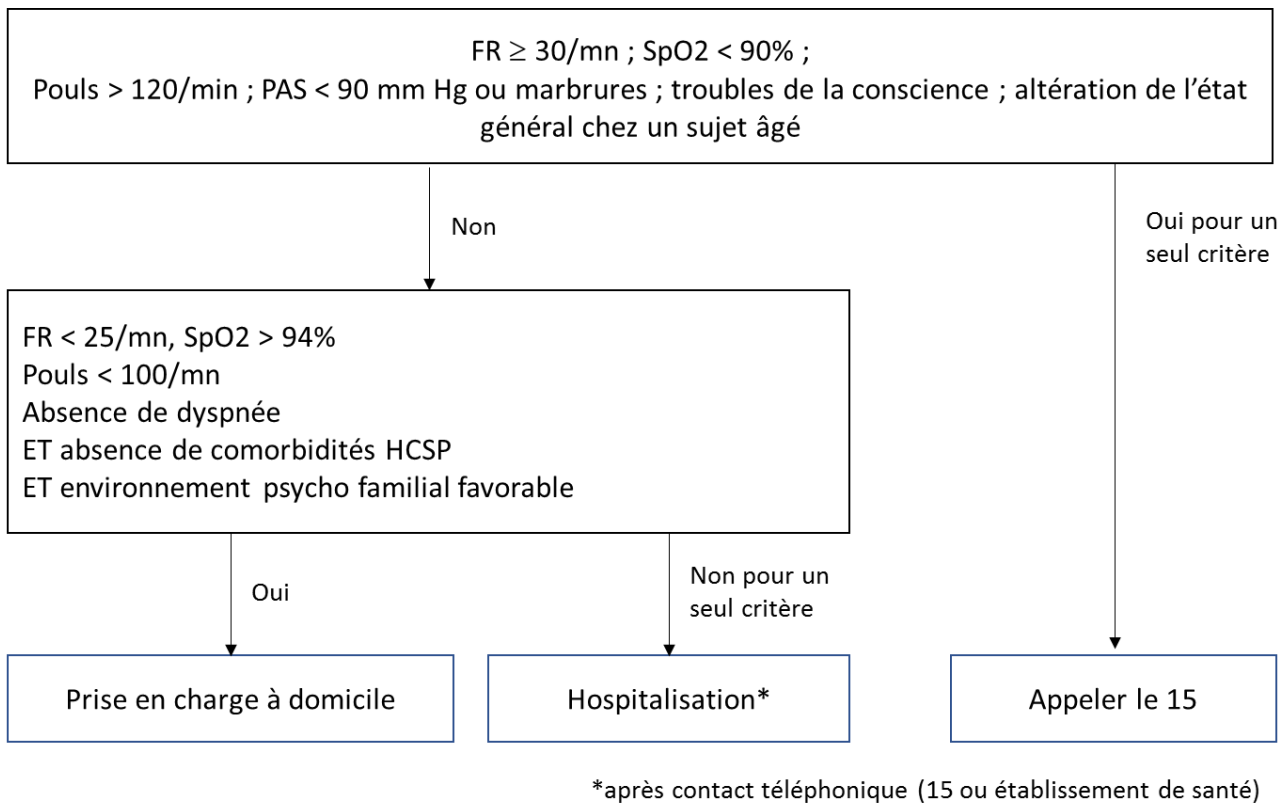 FR ≥ 30/mn ; SpO2 < 90% ;
Pouls > 120/min ; PAS < 90 mm Hg ou marbrures ; troubles de la conscience ; altération de l’état
général chez un sujet âgé
Non
Oui pour un
seul critère
FR < 25/mn, SpO2 > 94%
Pouls < 100/mn
Absence de dyspnée
ET absence de comorbidités HCSP
ET environnement psycho familial favorable
Oui
Non pour un
seul critère
Prise en charge à domicile
Hospitalisation*
Appeler le 15
*après contact téléphonique (15 ou établissement de santé)